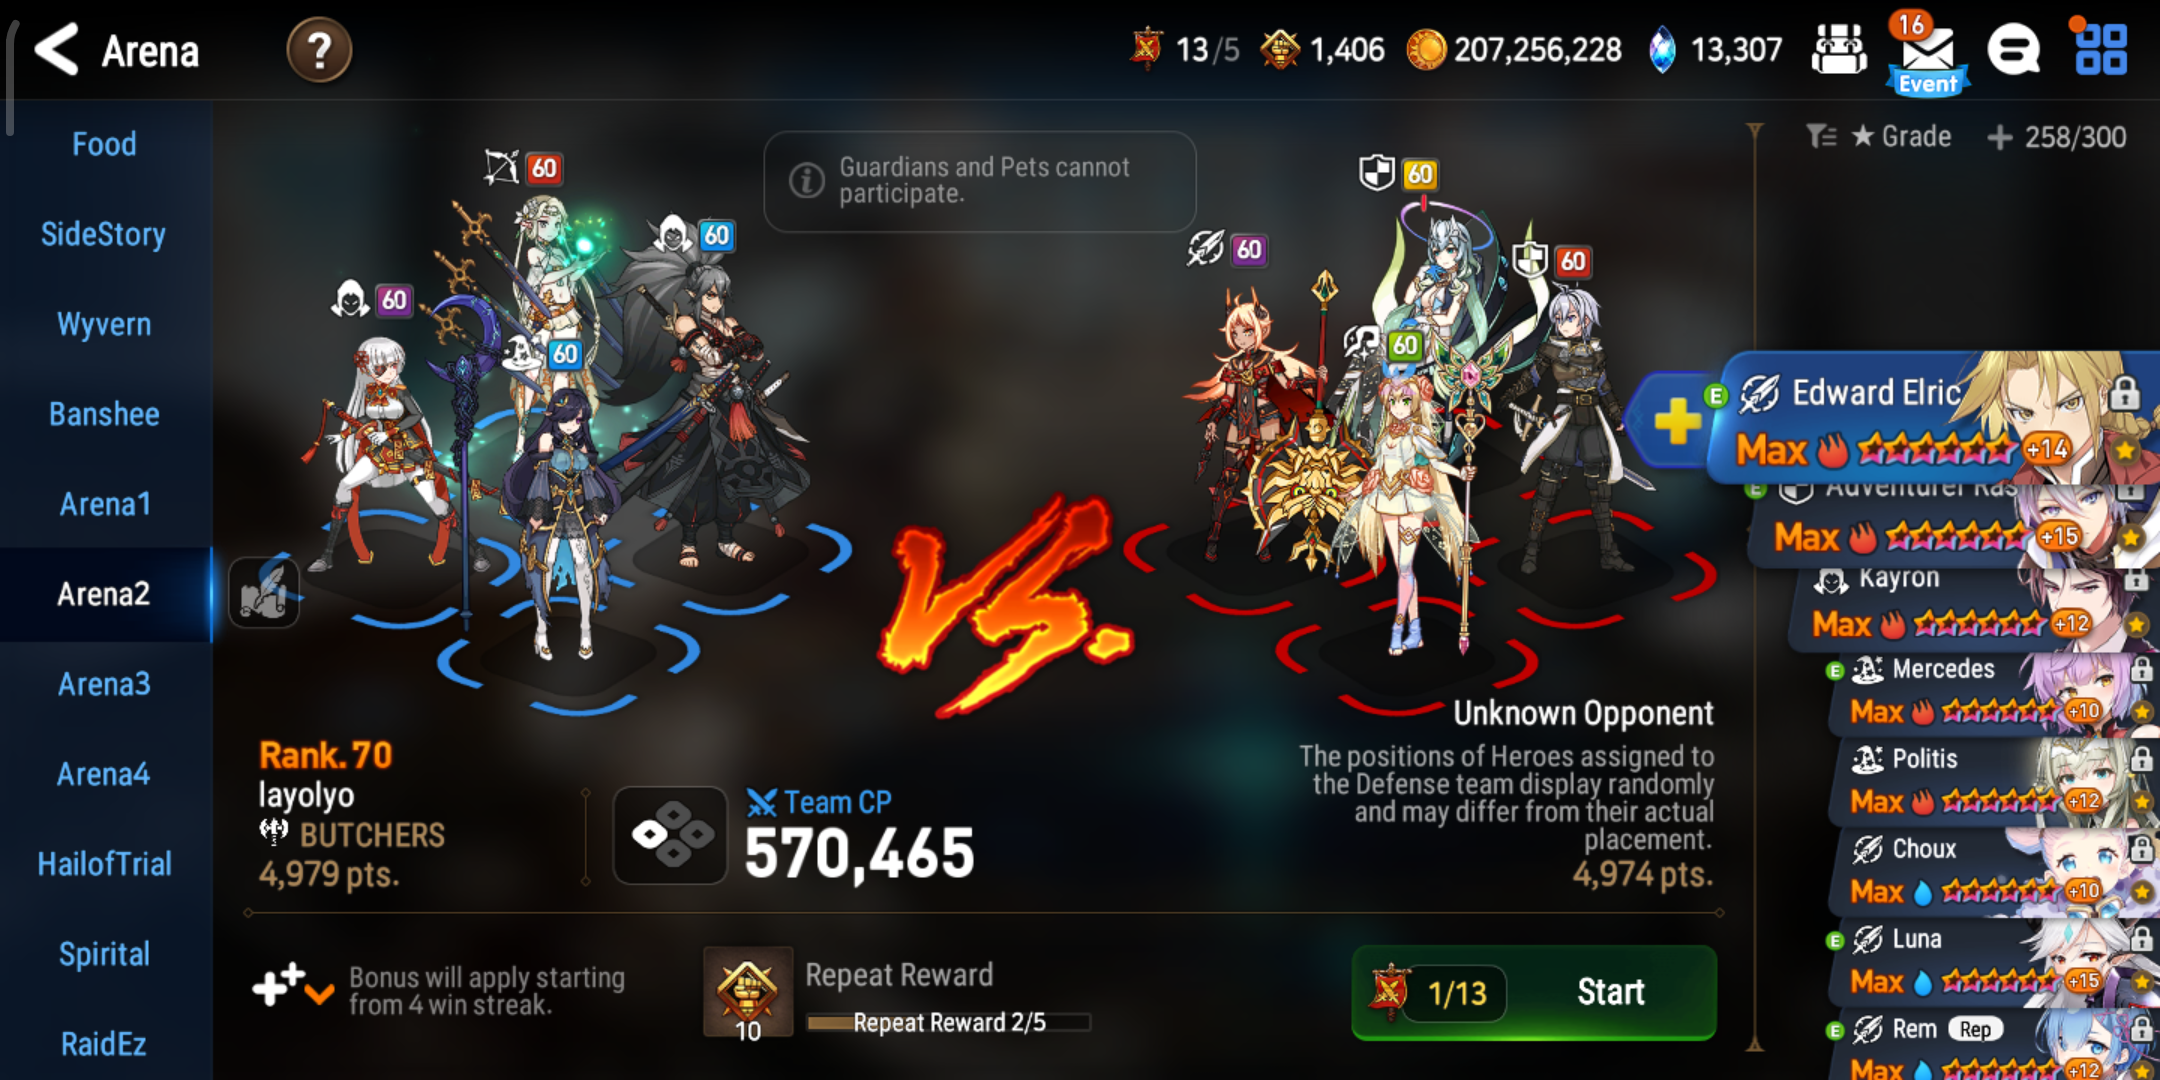 Arena
?
13/5
1,406
207,256,228
13,307
16
Event
Food
SideStory
Wyvern
Banshee
Arena1
Arena2
Arena3
Arena4
HailofTrial
Spirital
RaidEz
Guardians and Pets cannot
participate.
Grade
258/300
60
60
60
60
60
60
60
60
VS.
E
Edward Elric
Max
+14
E
Adventurer Ras
Max
+15
Kayron
Max
+12
E
Mercedes
Max
+10
Politis
Max
+12
Choux
Max
+10
E
Luna
Max
+15
E
Rem
Rep
Max
+12
Rank. 70
layolyo
BUTCHERS
4,979 pts.
Team CP
570,465
Unknown Opponent
The positions of Heroes assigned to
the Defense team display randomly
and may differ from their actual
placement.
4,974 pts.
Bonus will apply starting
from 4 win streak.
10
Repeat Reward
Repeat Reward 2/5
1/13
Start